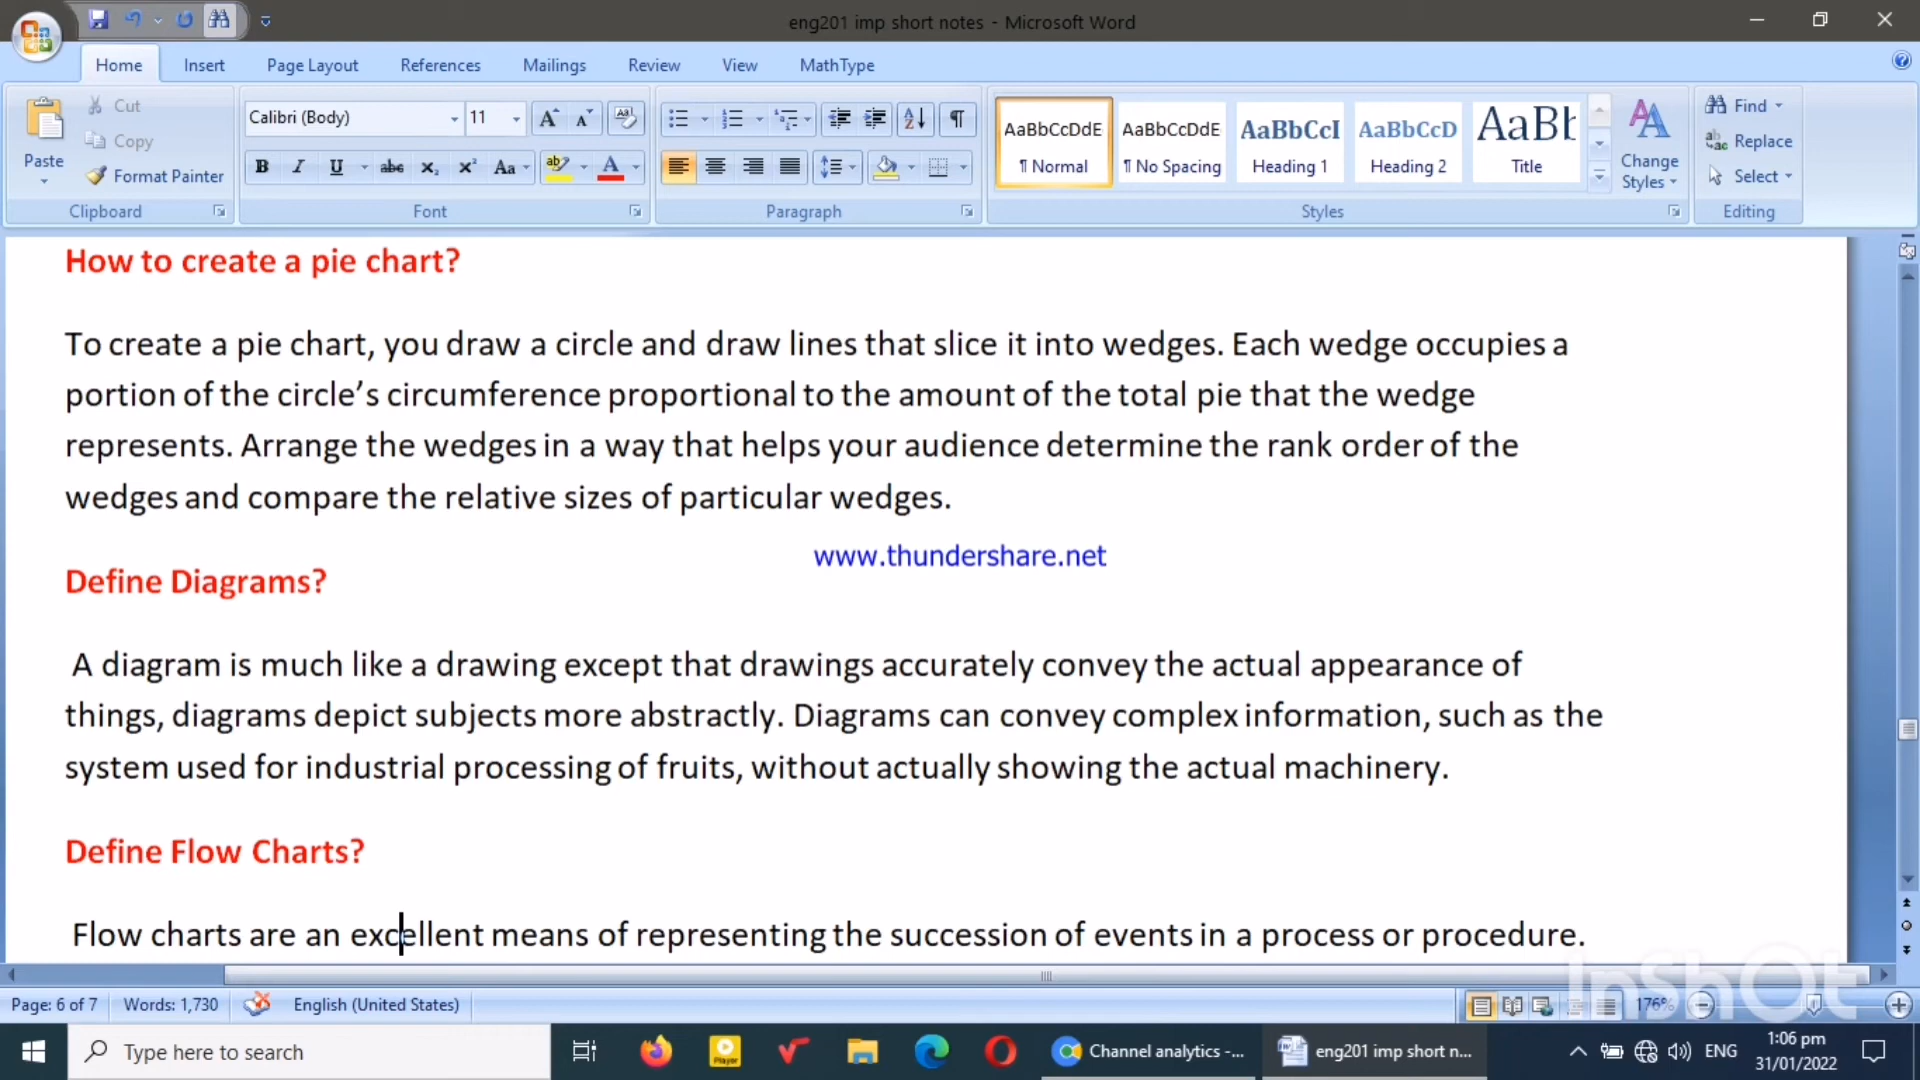 eng201 imp short notes - Microsoft Word
Home Insert Page Layout References Mailings Review View MathType
Paste
Cut
Copy
Format Painter
Clipboard
Calibri (Body) 11
Font
Paragraph
AaBbCcDdE AaBbCcDdE AaBbCcI AaBbCcD AaBt
¶ Normal ¶ No Spacing Heading 1 Heading 2 Title
Change Styles
Styles
Find
Replace
Select
Editing
How to create a pie chart?
To create a pie chart, you draw a circle and draw lines that slice it into wedges. Each wedge occupies a
portion of the circle’s circumference proportional to the amount of the total pie that the wedge
represents. Arrange the wedges in a way that helps your audience determine the rank order of the
wedges and compare the relative sizes of particular wedges.
www.thundershare.net
Define Diagrams?
A diagram is much like a drawing except that drawings accurately convey the actual appearance of
things, diagrams depict subjects more abstractly. Diagrams can convey complex information, such as the
system used for industrial processing of fruits, without actually showing the actual machinery.
Define Flow Charts?
Flow charts are an excellent means of representing the succession of events in a process or procedure.
InShOt
Page: 6 of 7 Words: 1,730 English (United States) 176%
Type here to search Player Channel analytics -... eng201 imp short n... ENG 1:06 pm
31/01/2022